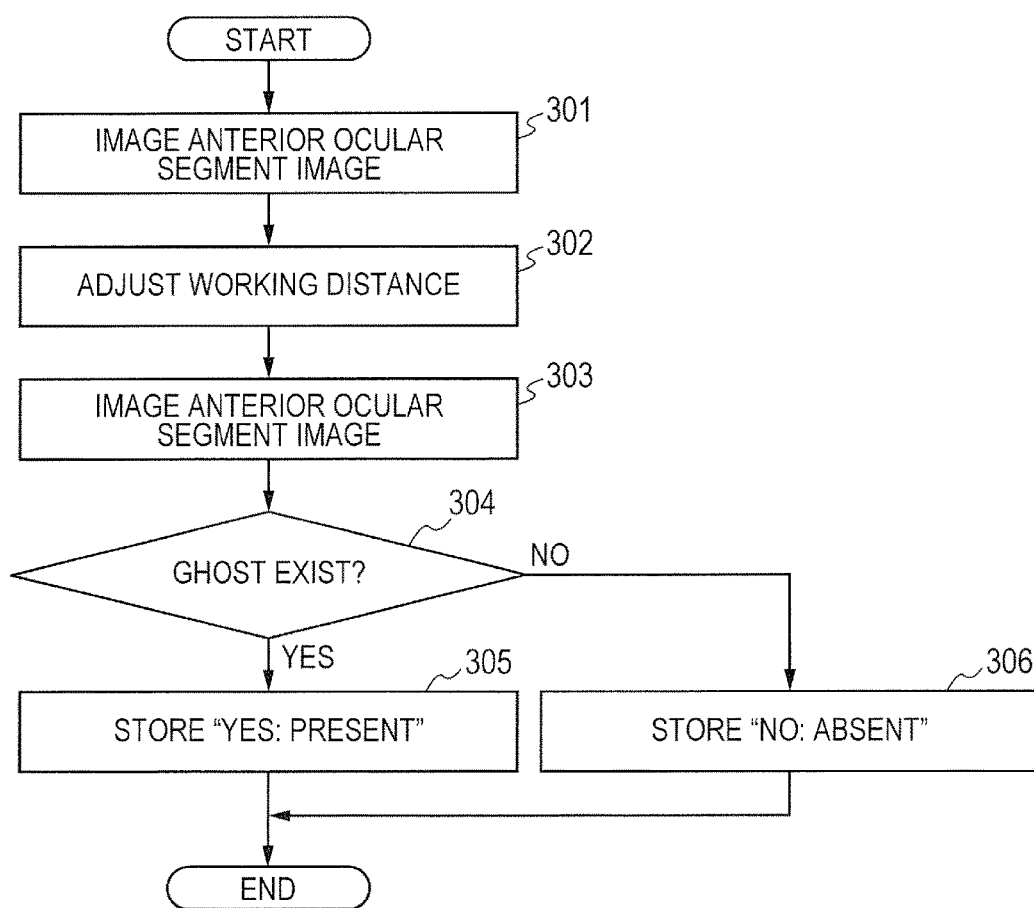 START
301
IMAGE ANTERIOR OCULAR
SEGMENT IMAGE
302
ADJUST WORKING DISTANCE
303
IMAGE ANTERIOR OCULAR
SEGMENT IMAGE
304
GHOST EXIST?
NO
YES
305
STORE “YES: PRESENT”
306
STORE “NO: ABSENT”
END